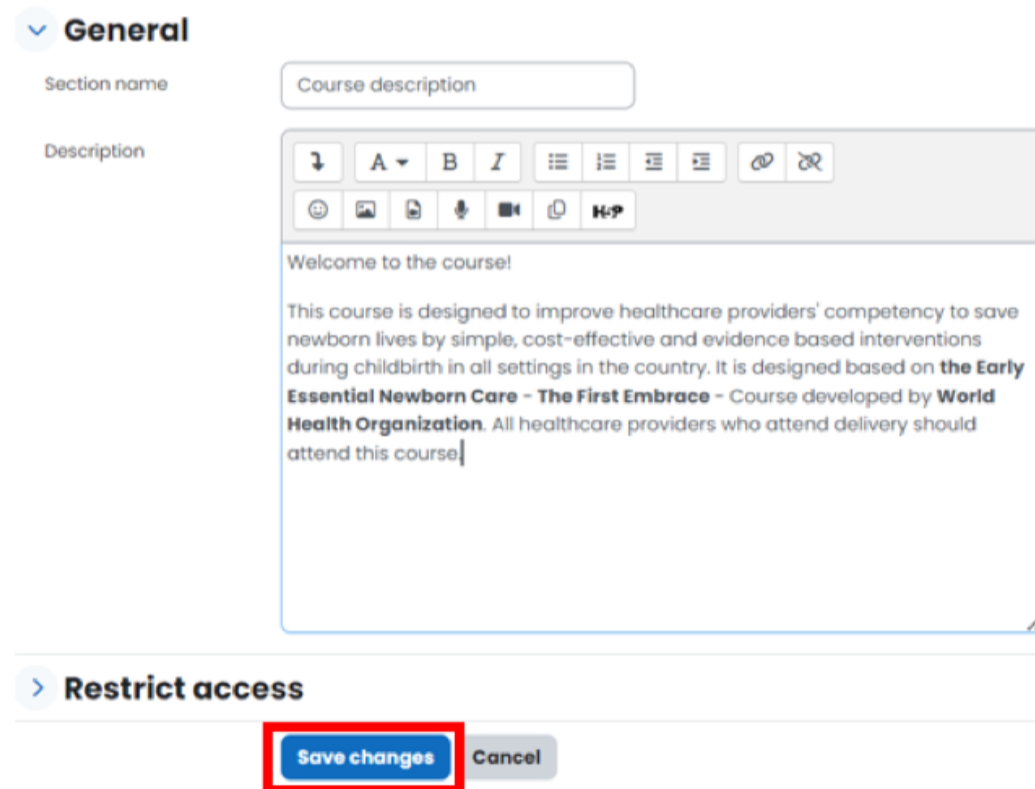 General
Section name
Course description
Description
A B I
H-P
Welcome to the course!
This course is designed to improve healthcare providers' competency to save
newborn lives by simple, cost-effective and evidence based interventions
during childbirth in all settings in the country. It is designed based on the Early
Essential Newborn Care - The First Embrace - Course developed by World
Health Organization. All healthcare providers who attend delivery should
attend this course.
Restrict access
Save changes
Cancel